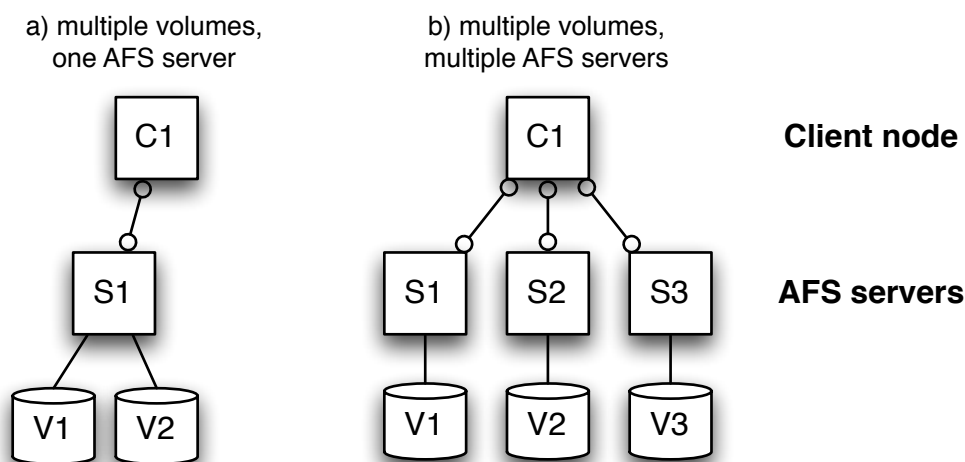 a) multiple volumes,
one AFS server
b) multiple volumes,
multiple AFS servers
C1
C1
Client node
S1
S1
S2
S3
AFS servers
V1
V2
V1
V2
V3